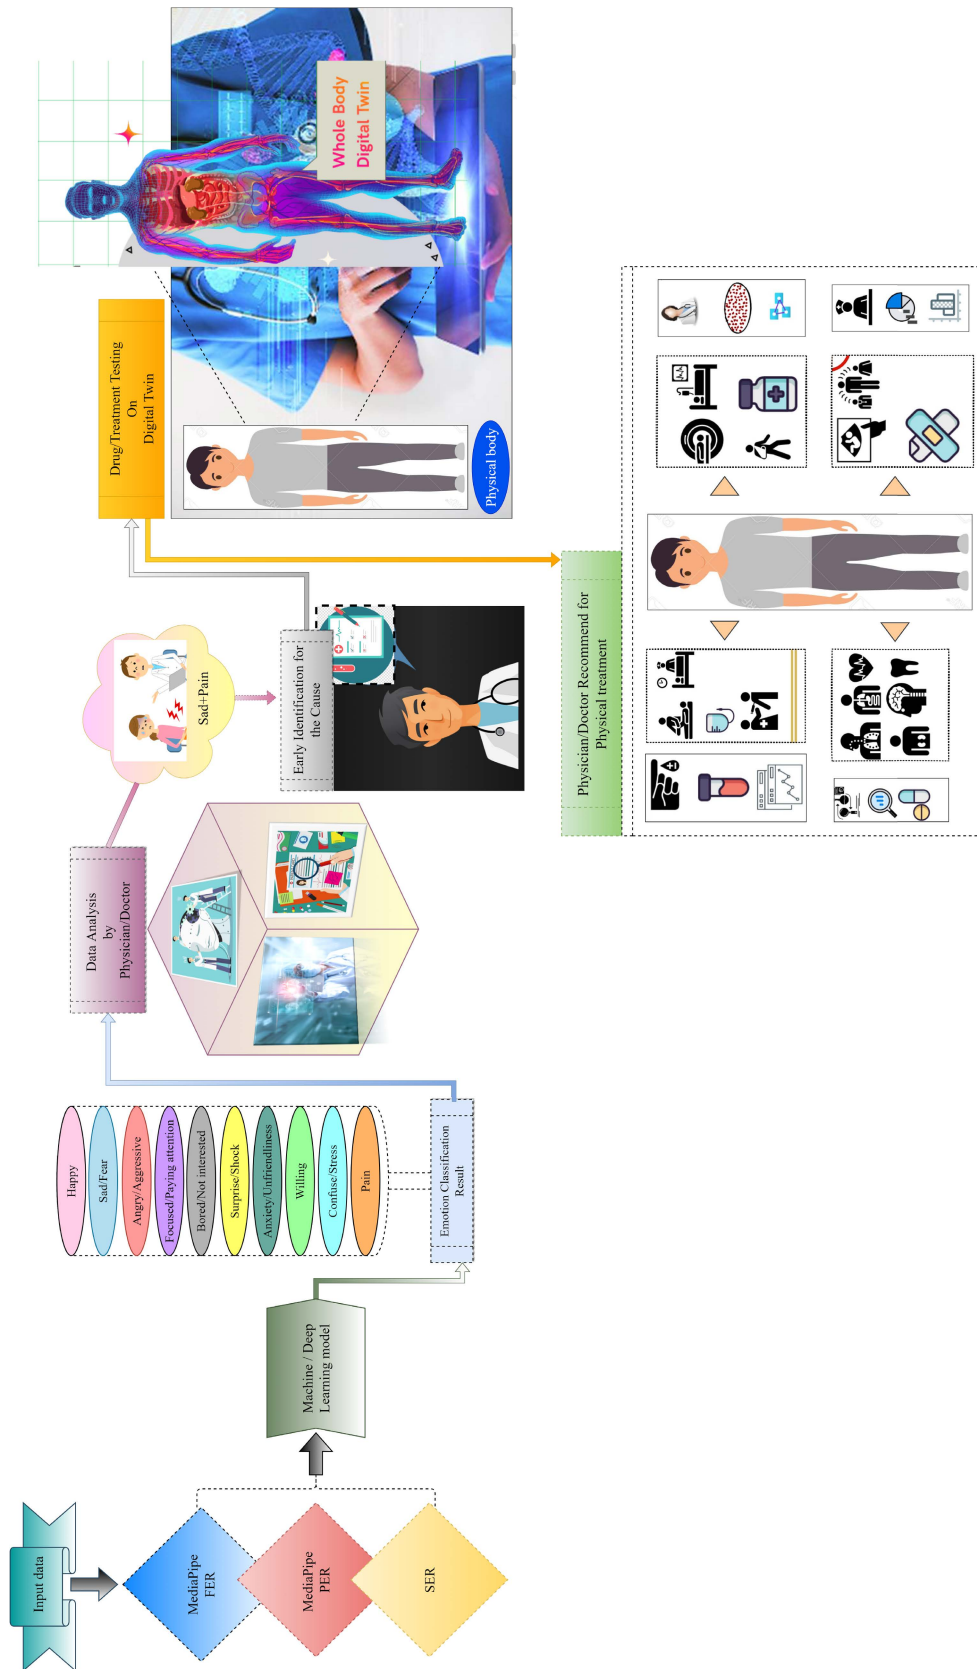 Input data
MediaPipe
FER
MediaPipe
PER
SER
Machine / Deep
Learning model
Happy
Sad/Fear
Angry/Aggressive
Focused/Paying attention
Bored/Not interested
Surprise/Shock
Anxiety/Unfriendliness
Willing
Confuse/Stress
Pain
Emotion Classification
Result
Data Analysis
by
Physician/Doctor
Sad+Pain
Early Identification for
the Cause
Drug/Treatment Testing
On
Digital Twin
Physical body
Whole Body
Digital Twin
Physician/Doctor Recommend for
Physical treatment